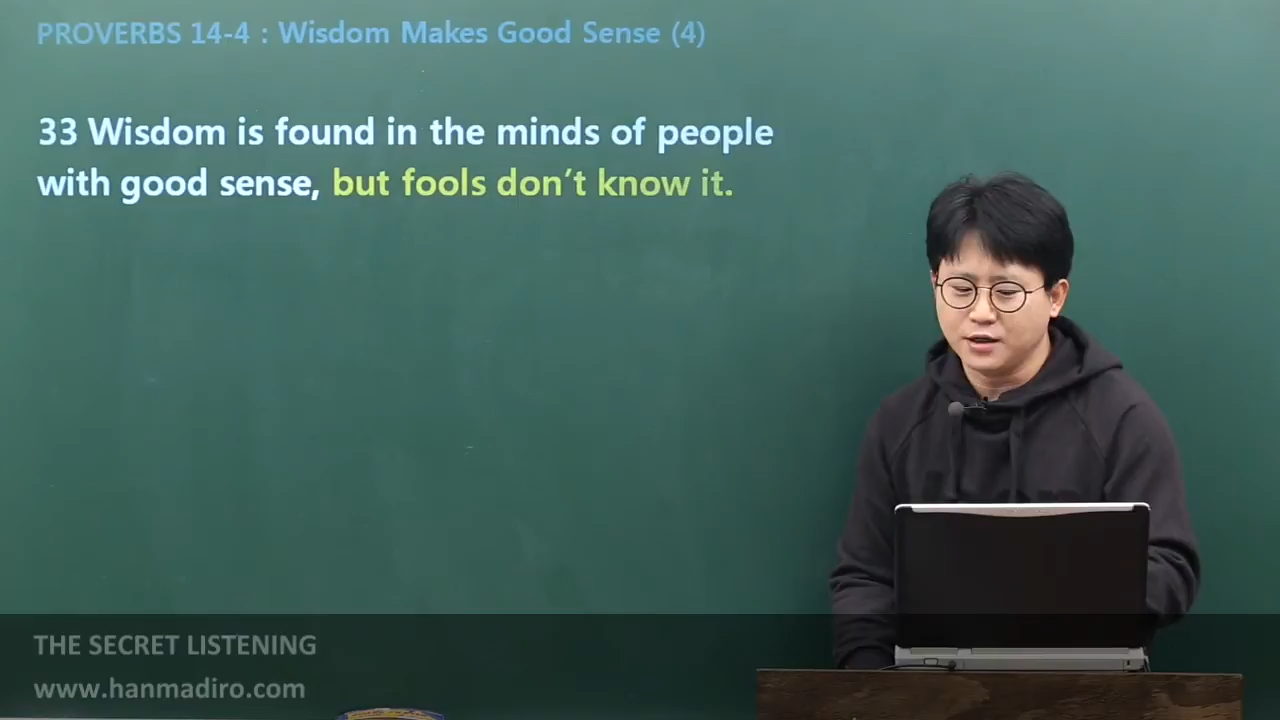 PROVERBS 14-4 : Wisdom Makes Good Sense (4)
33 Wisdom is found in the minds of people
with good sense, but fools don’t know it.
THE SECRET LISTENING
www.hanmadiro.com